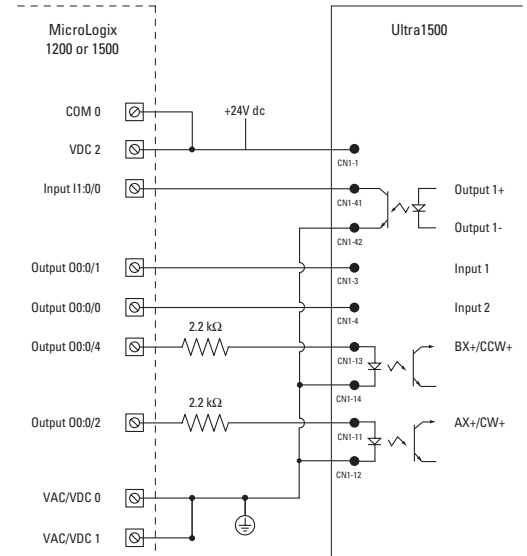 MicroLogix
1200 or 1500
Ultra1500
COM 0
+24V dc
VDC 2
CN1-1
Input I1:0/0
CN1-41
Output 1+
CN1-42
Output 1-
Output O0:0/1
CN1-3
Input 1
Output O0:0/0
CN1-4
Input 2
Output O0:0/4
2.2 kΩ
CN1-13
BX+/CCW+
CN1-14
Output O0:0/2
2.2 kΩ
CN1-11
AX+/CW+
CN1-12
VAC/VDC 0
VAC/VDC 1